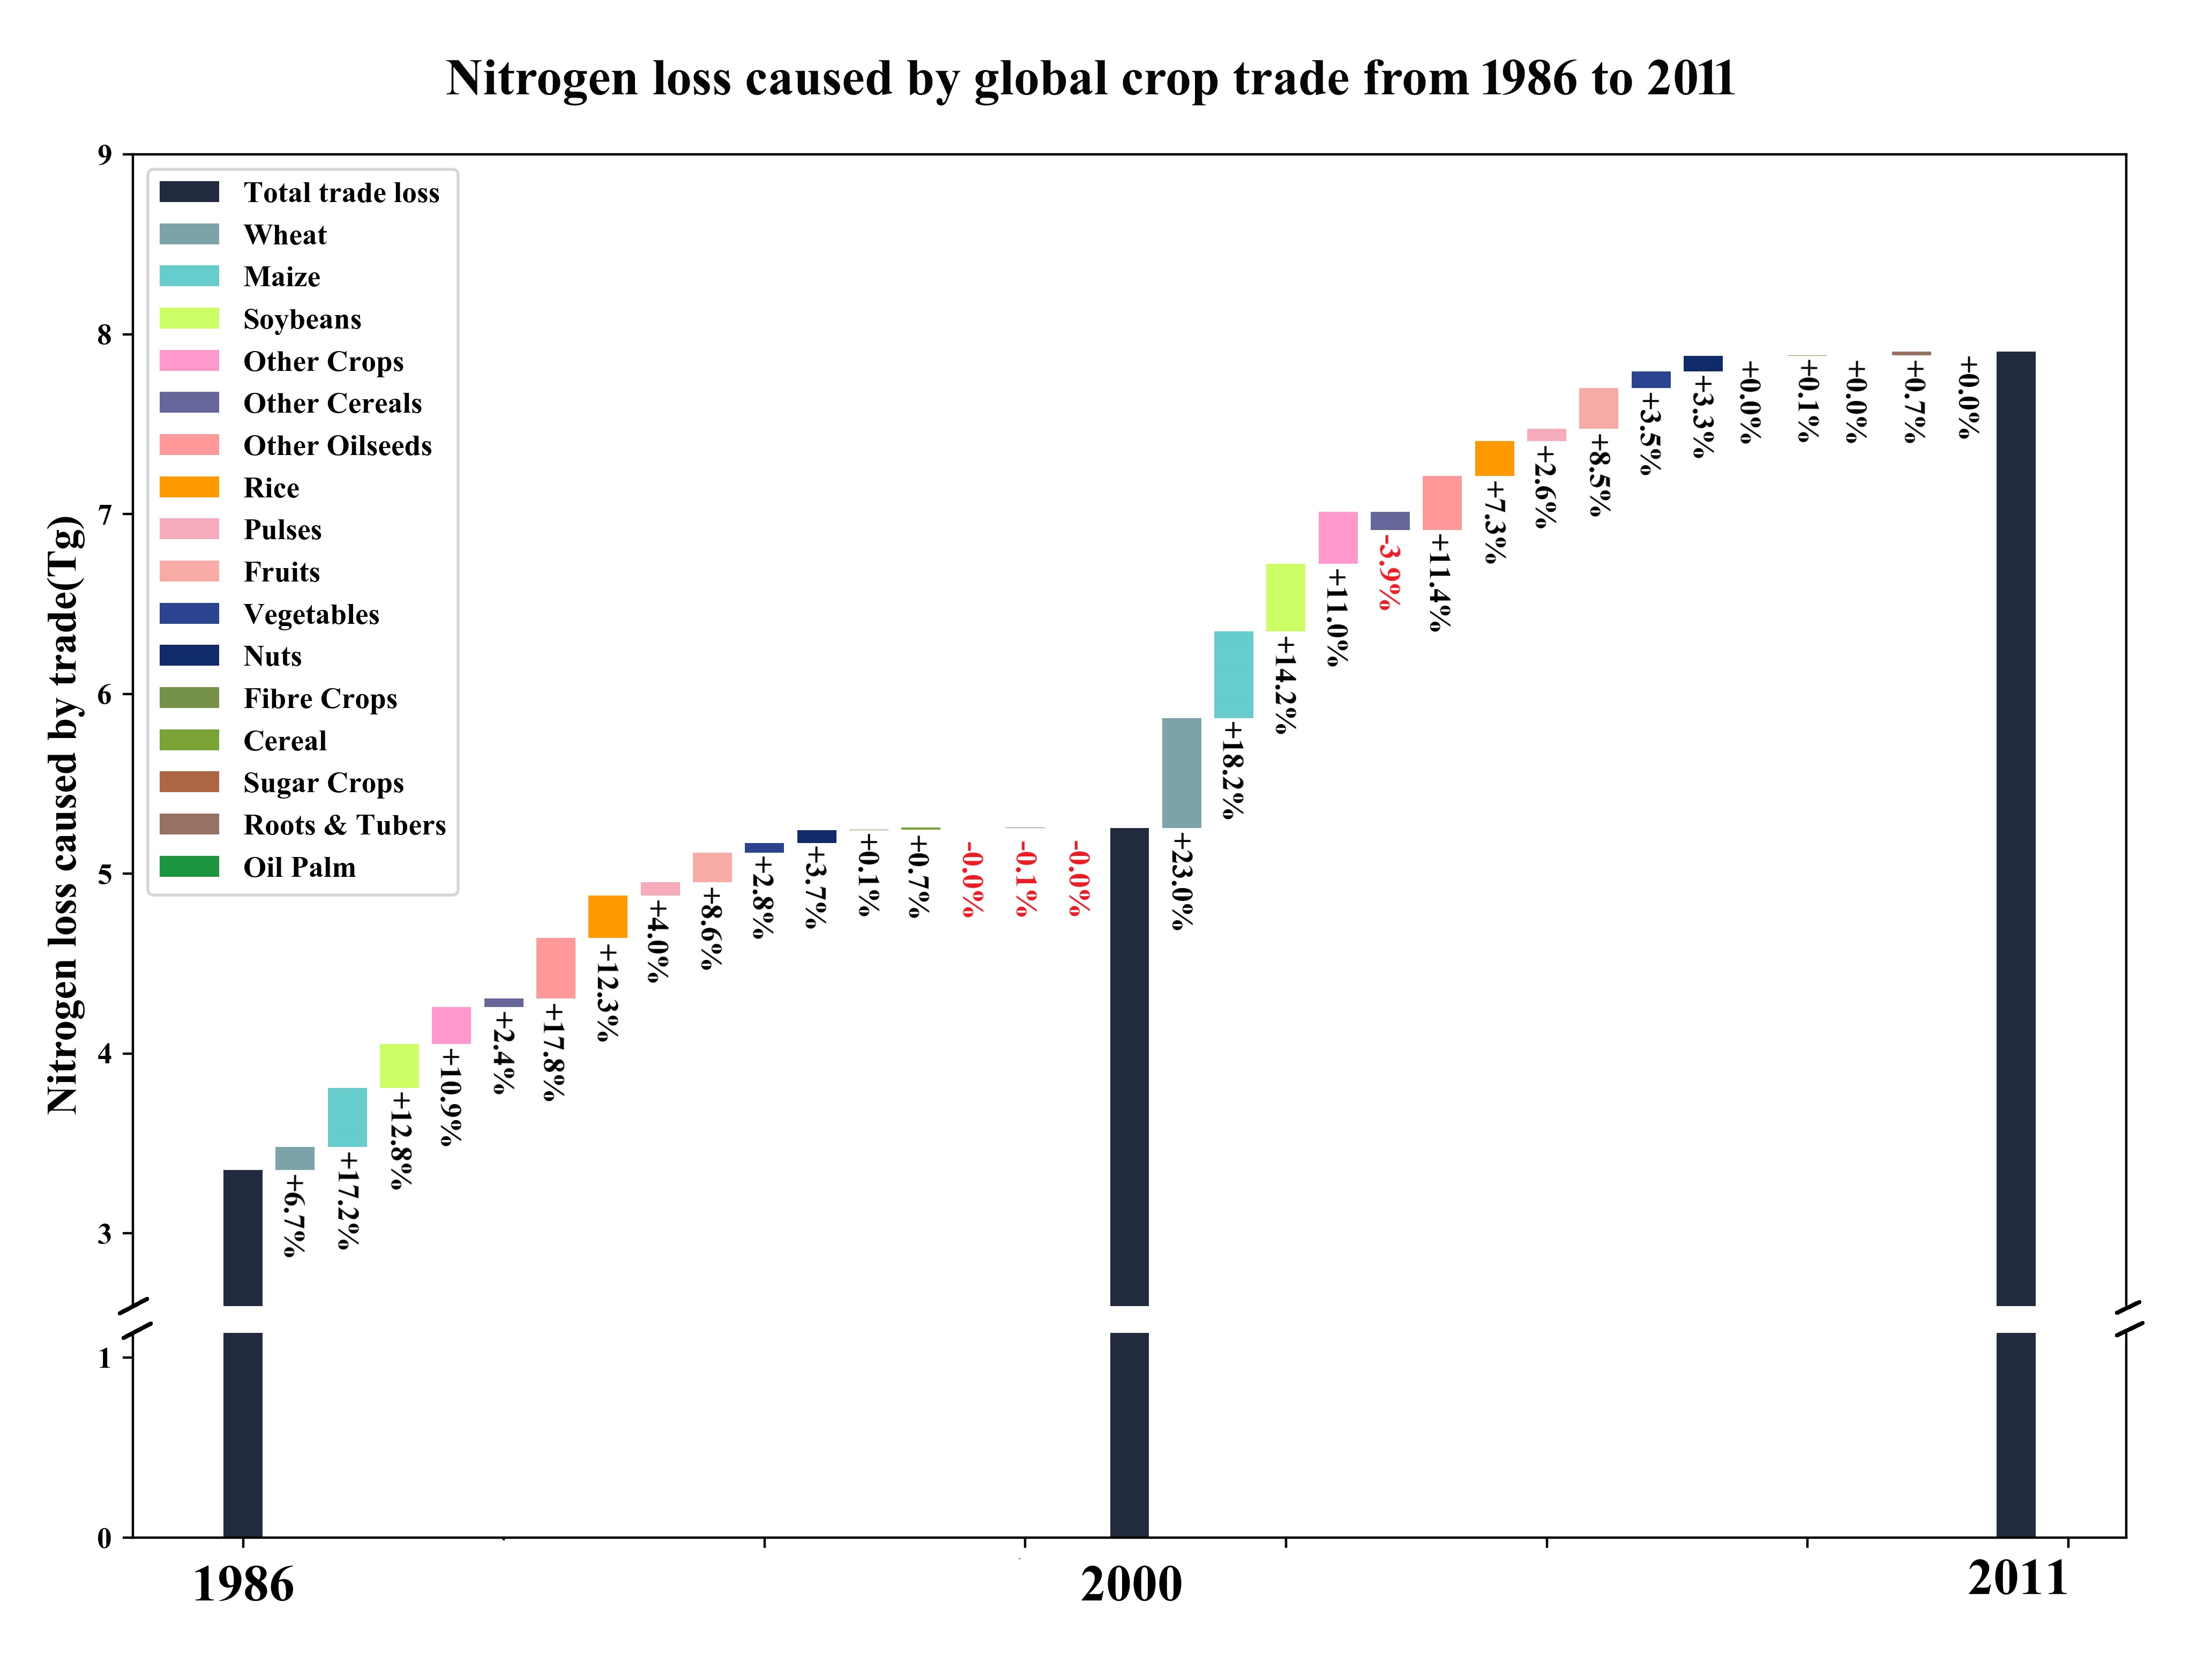 Nitrogen loss caused by global crop trade from 1986 to 2011
Nitrogen loss caused by trade(Tg)
9
8
7
6
5
4
3
1
0
Total trade loss
Wheat
Maize
Soybeans
Other Crops
Other Cereals
Other Oilseeds
Rice
Pulses
Fruits
Vegetables
Nuts
Fibre Crops
Cereal
Sugar Crops
Roots & Tubers
Oil Palm
+6.7%
+17.2%
+12.8%
+10.9%
+2.4%
+17.8%
+12.3%
+4.0%
+8.6%
+2.8%
+3.7%
+0.1%
+0.7%
-0.0%
-0.1%
-0.0%
+23.0%
+18.2%
+14.2%
+11.0%
-3.9%
+11.4%
+7.3%
+2.6%
+8.5%
+3.5%
+3.3%
+0.0%
+0.1%
+0.0%
+0.7%
+0.0%
1986
2000
2011